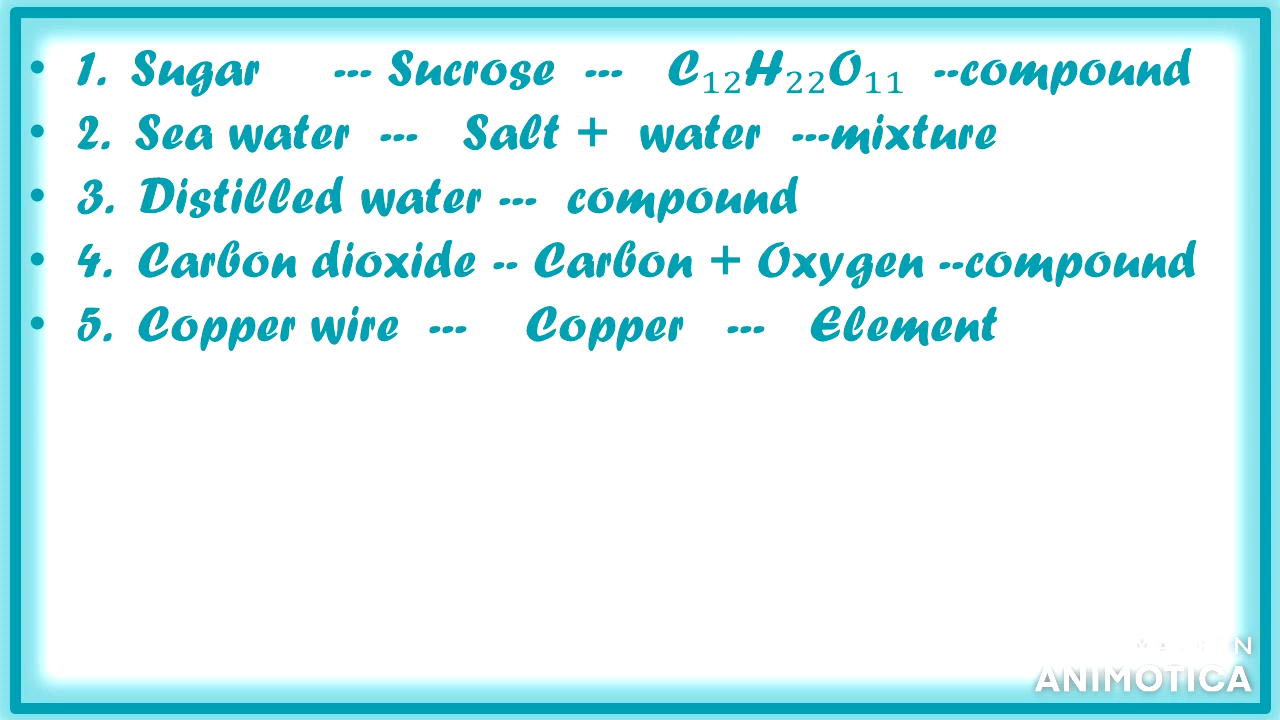 • 1. Sugar --- Sucrose --- C₁₂H₂₂O₁₁ --compound
• 2. Sea water --- Salt + water ---mixture
• 3. Distilled water --- compound
• 4. Carbon dioxide -- Carbon + Oxygen --compound
• 5. Copper wire --- Copper --- Element
ANIMOTICA